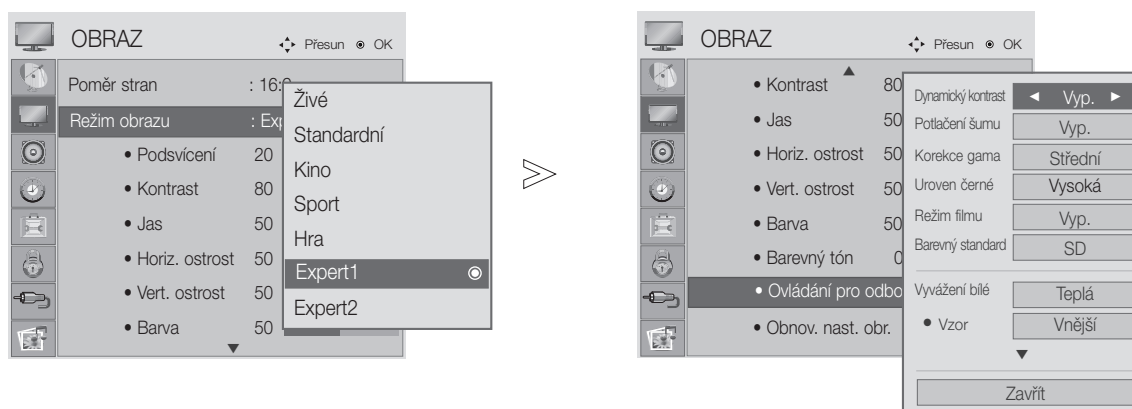 OBRAZ
Přesun OK
Poměr stran : 16:9
Režim obrazu : Exp
• Podsvícení 20
• Kontrast 80
• Jas 50
• Horiz. ostrost 50
• Vert. ostrost 50
• Barva 50
Živé
Standardní
Kino
Sport
Hra
Expert1
Expert2
OBRAZ
Přesun OK
• Kontrast 80
• Jas 50
• Horiz. ostrost 50
• Vert. ostrost 50
• Barva 50
• Barevný tón 0
• Ovládání pro odbo
• Obnov. nast. obr.
Dynamický kontrast Vyp.
Potlačení šumu Vyp.
Korekce gama Střední
Uroven černé Vysoká
Režim filmu Vyp.
Barevný standard SD
Vyvážení bílé Teplá
• Vzor Vnější
Zavřít